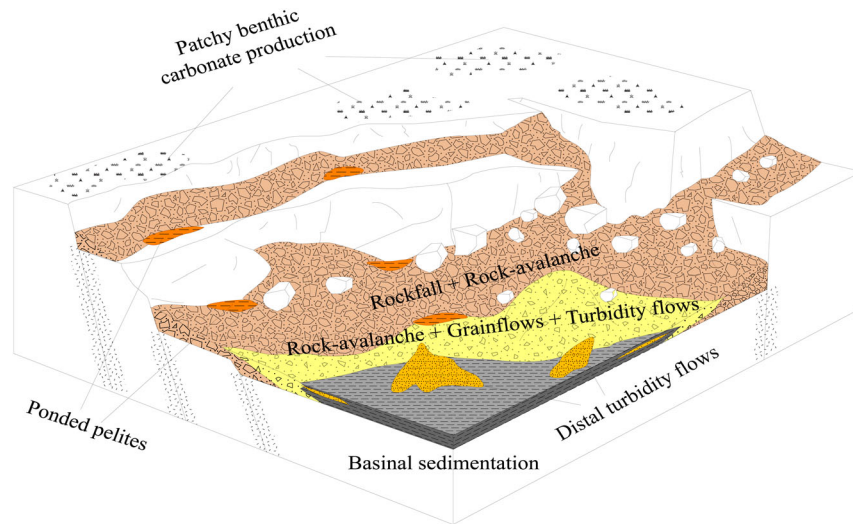 Patchy benthic
carbonate production
Rockfall + Rock-avalanche
Rock-avalanche + Grainflows + Turbidity flows
Distal turbidity flows
Ponded pelites
Basinal sedimentation